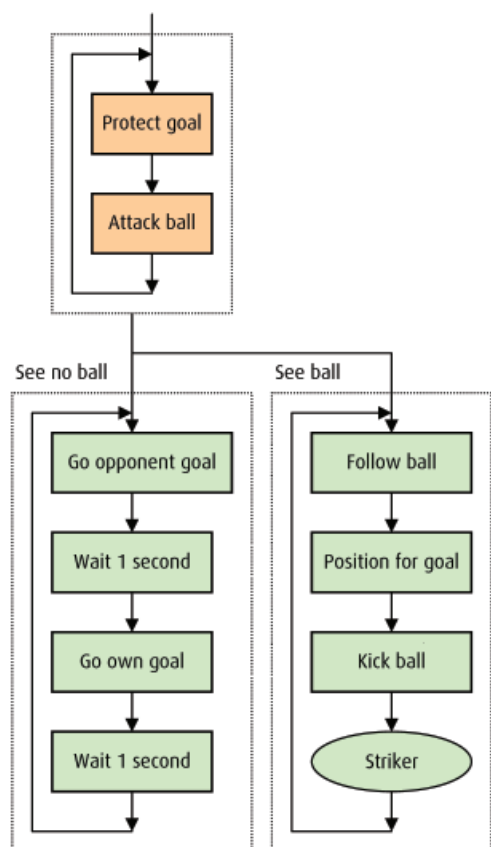 Protect goal
Attack ball
See no ball
Go opponent goal
Wait 1 second
Go own goal
Wait 1 second
See ball
Follow ball
Position for goal
Kick ball
Striker